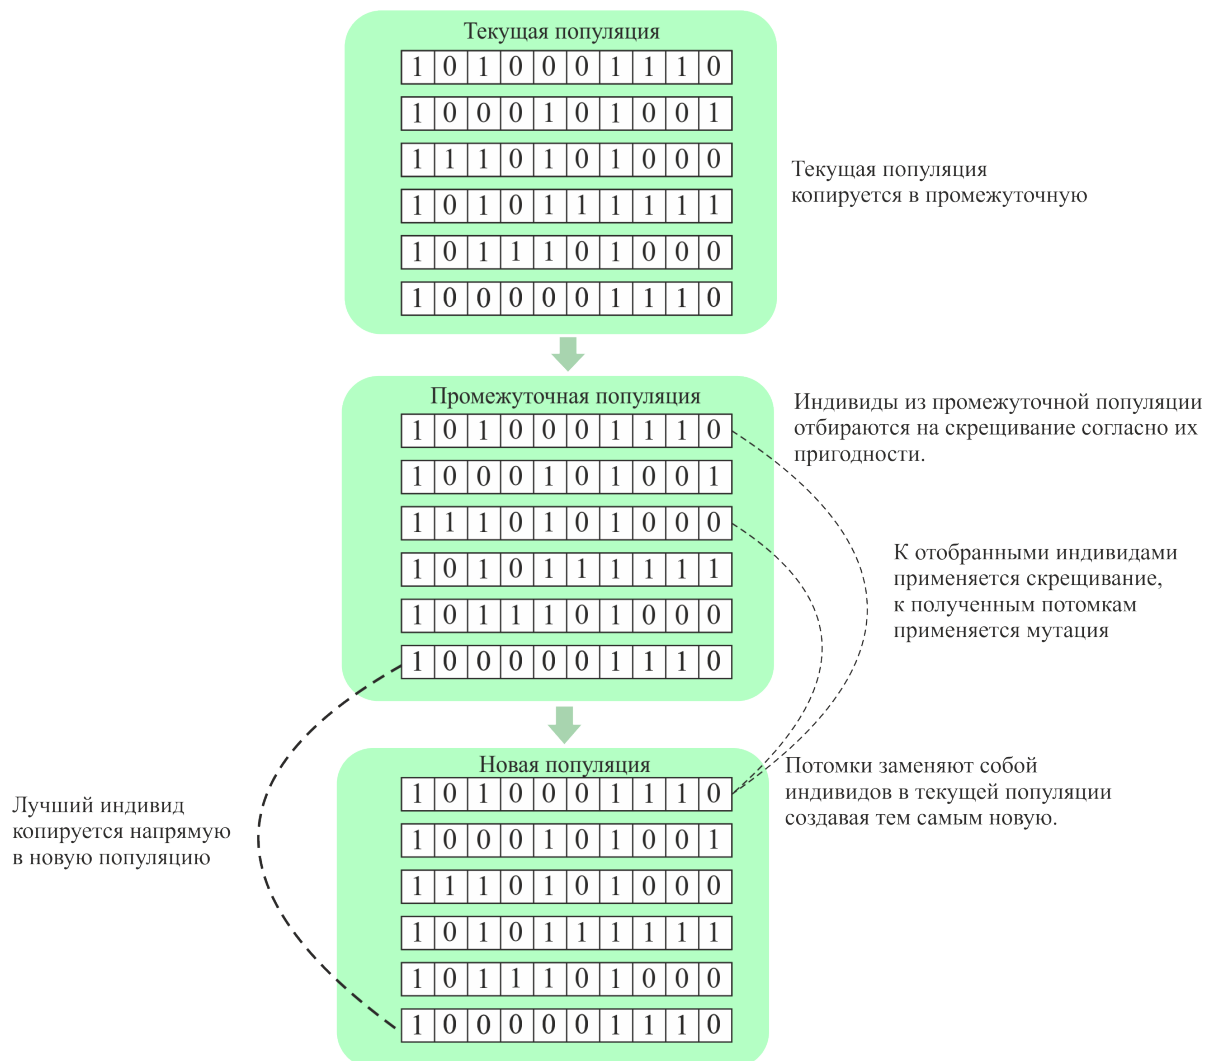 Текущая популяция
1 0 1 0 0 0 1 1 1 0
1 0 0 0 1 0 1 0 0 1
1 1 1 0 1 0 1 0 0 0
1 0 1 0 1 1 1 1 1 1
1 0 1 1 1 0 1 0 0 0
1 0 0 0 0 0 1 1 1 0
Текущая популяция
копируется в промежуточную
Промежуточная популяция
1 0 1 0 0 0 1 1 1 0
1 0 0 0 1 0 1 0 0 1
1 1 1 0 1 0 1 0 0 0
1 0 1 0 1 1 1 1 1 1
1 0 1 1 1 0 1 0 0 0
1 0 0 0 0 0 1 1 1 0
Индивиды из промежуточной популяции
отбираются на скрещивание согласно их
пригодности.
К отобранными индивидами
применяется скрещивание,
к полученным потомкам
применяется мутация
Новая популяция
1 0 1 0 0 0 1 1 1 0
1 0 0 0 1 0 1 0 0 1
1 1 1 0 1 0 1 0 0 0
1 0 1 0 1 1 1 1 1 1
1 0 1 1 1 0 1 0 0 0
1 0 0 0 0 0 1 1 1 0
Потомки заменяют собой
индивидов в текущей популяции
создавая тем самым новую.
Лучший индивид
копируется напрямую
в новую популяцию